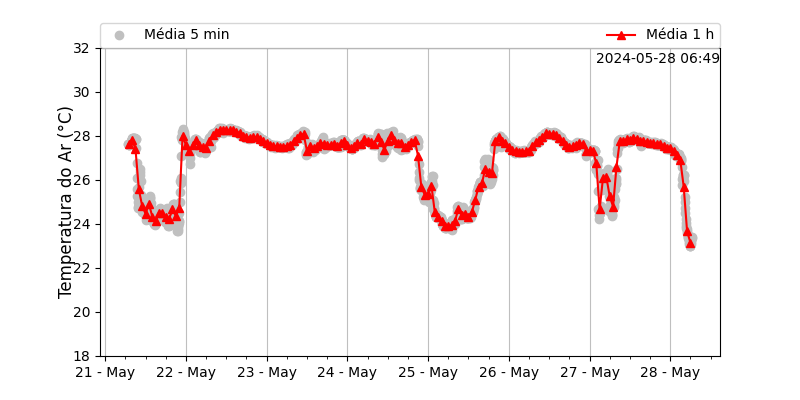 Média 5 min
Média 1 h
2024-05-28 06:49
Temperatura do Ar (°C)
32
30
28
26
24
22
20
18
21 - May
22 - May
23 - May
24 - May
25 - May
26 - May
27 - May
28 - May